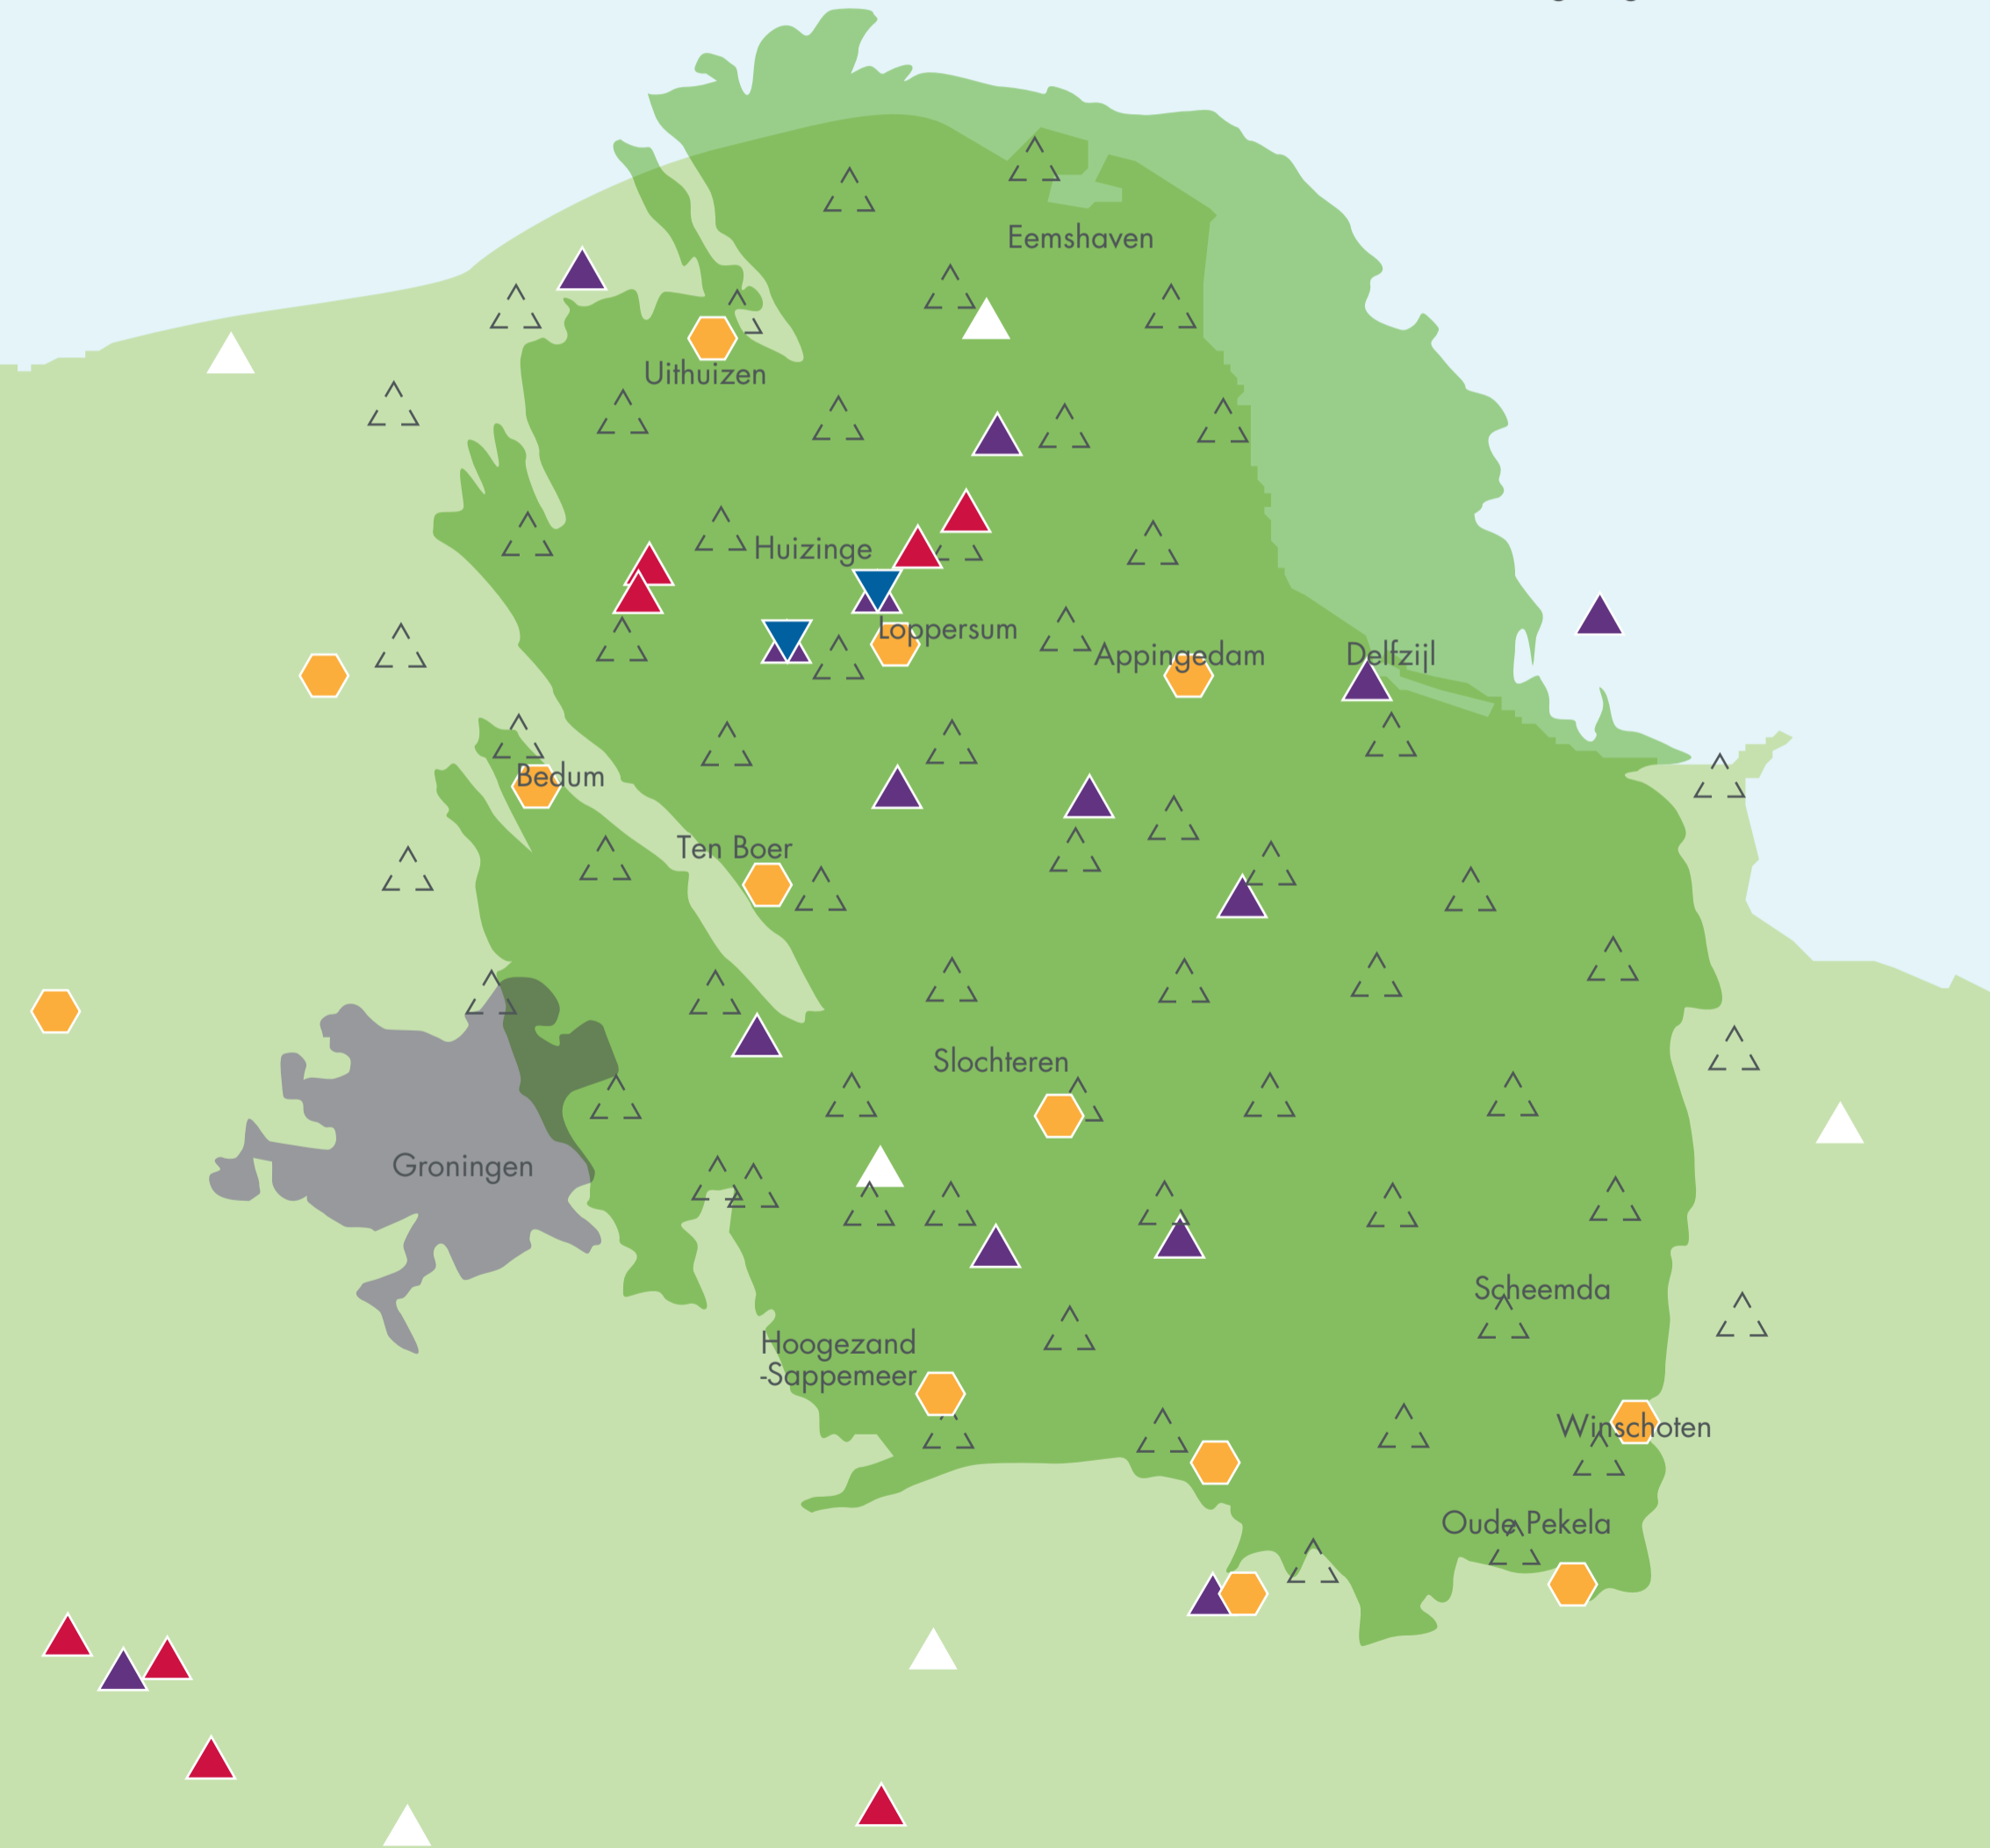 Eemshaven
Uithuizen
Huizinge
Loppersum
Appingedam
Delfzijl
Bedum
Ten Boer
Slochteren
Groningen
Scheemda
Hoogezand
-Sappemeer
Winschoten
Oude Pekela